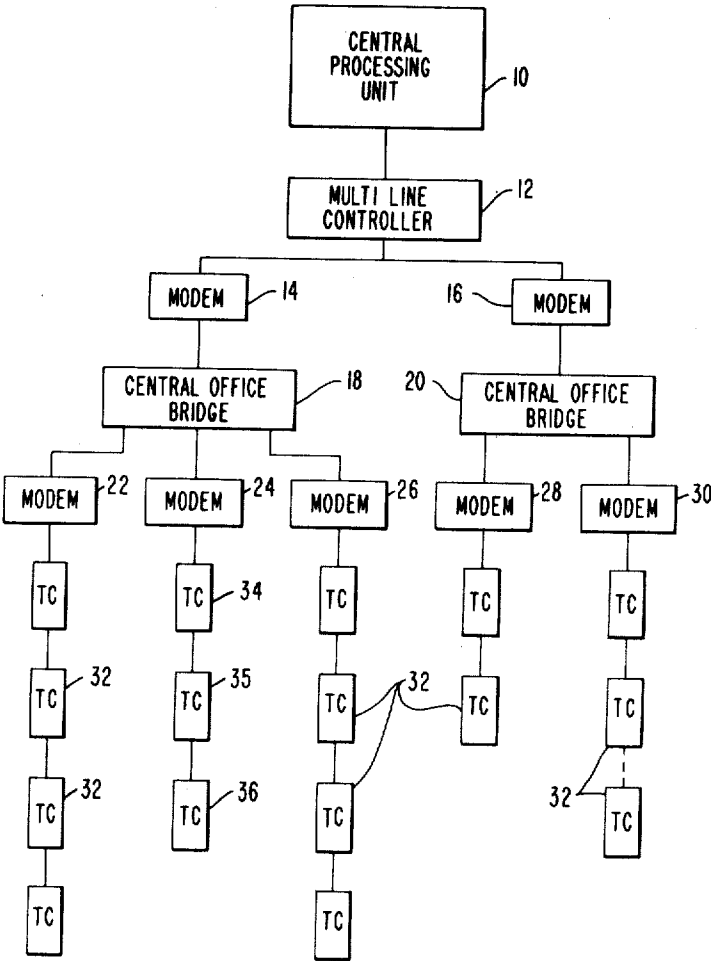 CENTRAL
PROCESSING
UNIT
10
MULTI LINE
CONTROLLER
12
MODEM
14
16
MODEM
CENTRAL OFFICE
BRIDGE
18
20
CENTRAL OFFICE
BRIDGE
MODEM
22
MODEM
24
MODEM
26
MODEM
28
MODEM
30
TC
TC
34
TC
TC
TC
TC
32
TC
35
TC
32
TC
TC
TC
32
TC
36
TC
32
TC
TC
TC